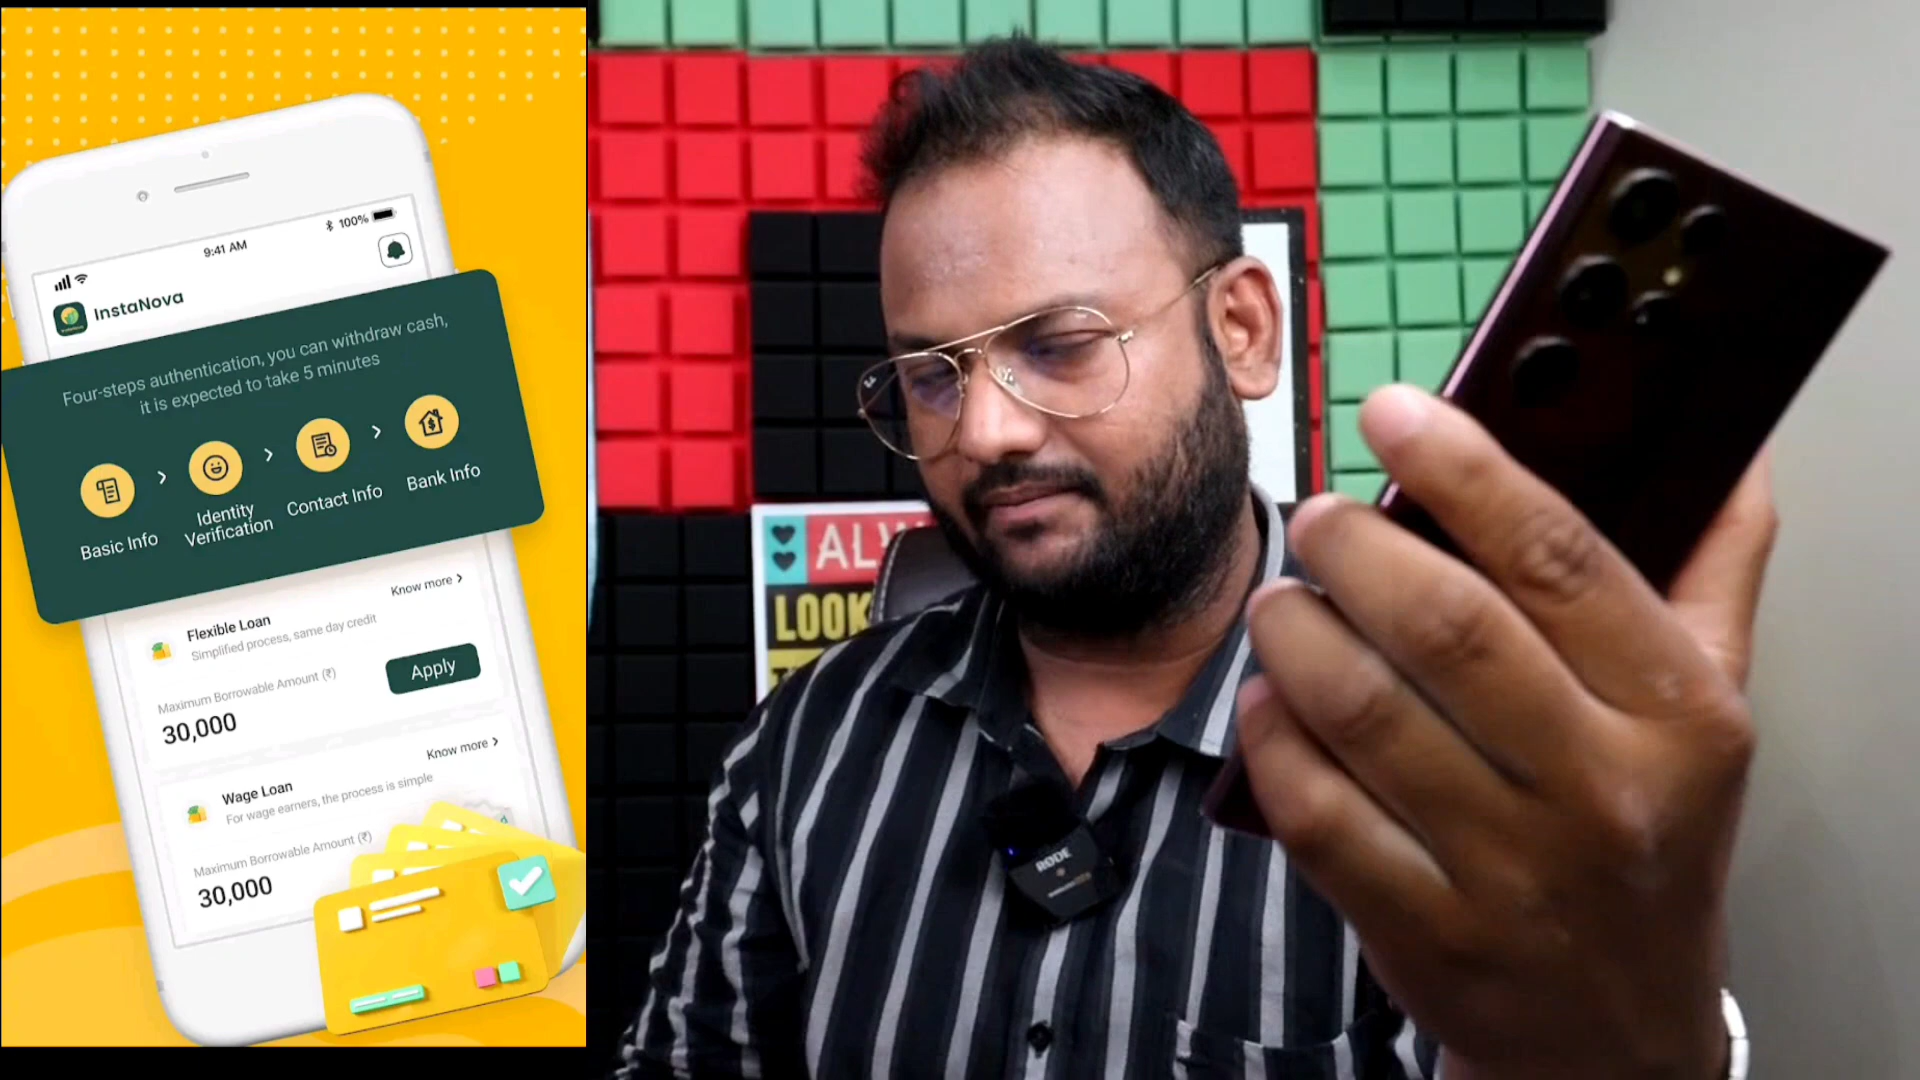 9:41 AM
100%
InstaNova
Four-steps authentication, you can withdraw cash,
it is expected to take 5 minutes
Basic Info
Identity
Verification
Contact Info
Bank Info
Know more
Flexible Loan
Simplified process, same day credit
Maximum Borrowable Amount (₹)
30,000
Apply
Know more
Wage Loan
For wage earners, the process is simple
Maximum Borrowable Amount (₹)
30,000
LOOK
RØDE